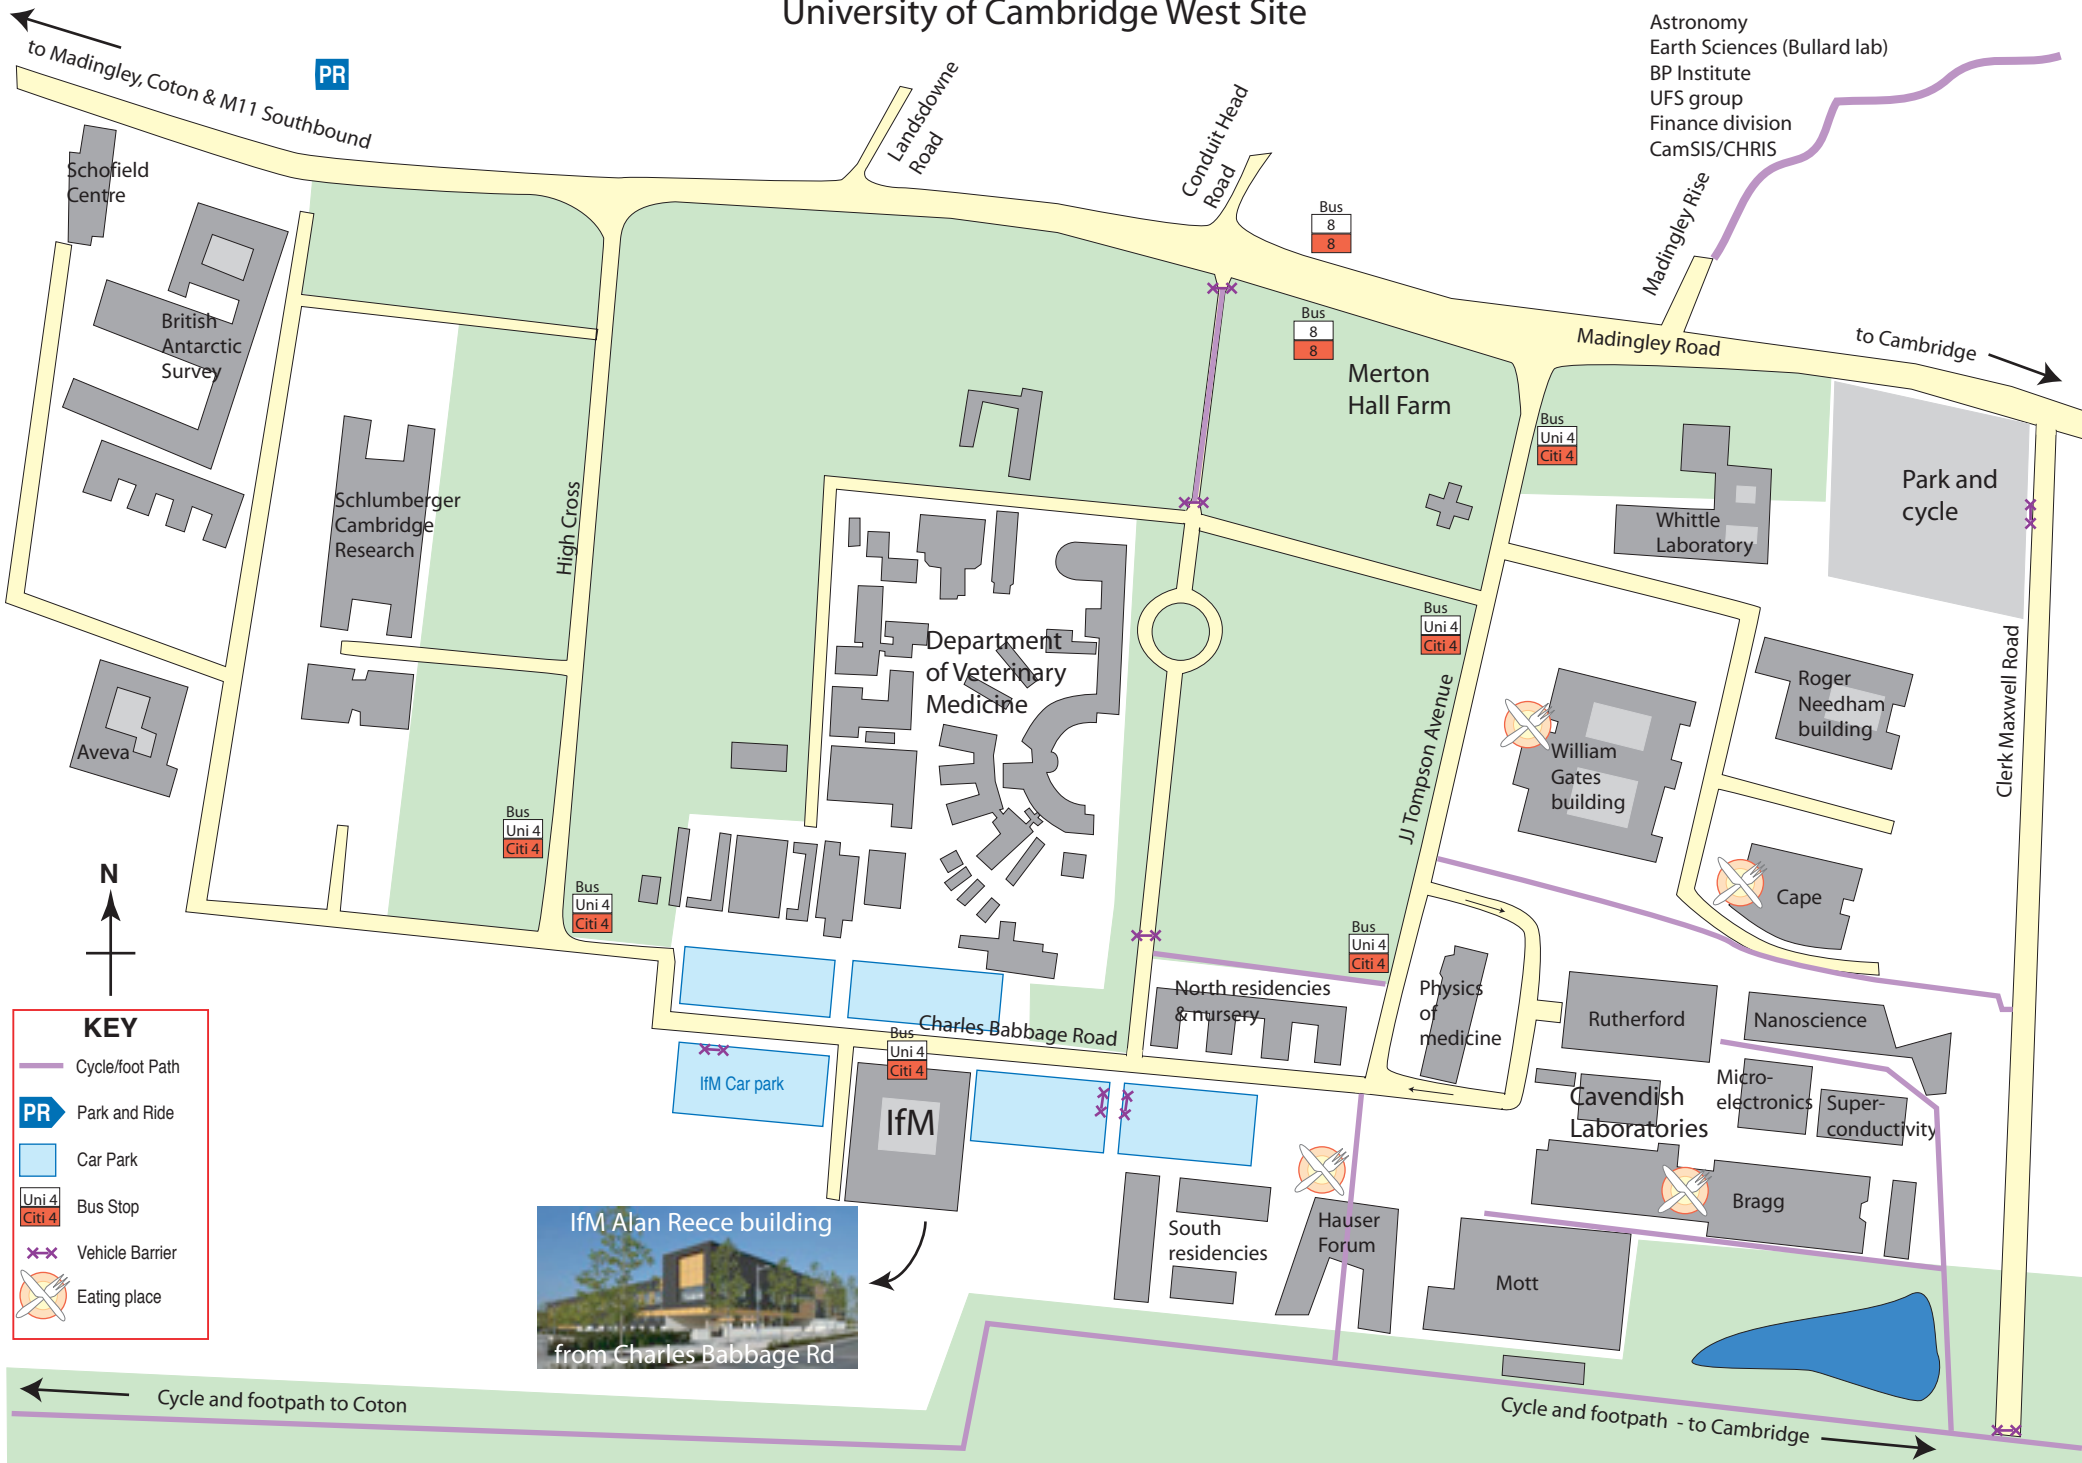 University of Cambridge West Site
to Madingley, Coton & M11 Southbound
PR
Landsdowne
Road
Conduit Head
Road
Astronomy
Earth Sciences (Bullard lab)
BP Institute
UFS group
Finance division
CamSIS/CHRIS
Madingley Rise
Schofield
Centre
Bus
8
8
Bus
8
8
British
Antarctic
Survey
Madingley Road
to Cambridge
Merton
Hall Farm
Bus
Uni 4
Citi 4
Park and
cycle
Whittle
Laboratory
Schlumberger
Cambridge
Research
High Cross
Department
of Veterinary
Medicine
Bus
Uni 4
Citi 4
JJ Tompson Avenue
Roger
Needham
building
Clerk Maxwell Road
William
Gates
building
Aveva
Bus
Uni 4
Citi 4
Bus
Uni 4
Citi 4
Cape
Bus
Uni 4
Citi 4
N
North residencies
& nursery
Physics
of
medicine
Rutherford
Nanoscience
Charles Babbage Road
Bus
Uni 4
Citi 4
IfM Car park
IfM
Cavendish
Laboratories
Micro-
electronics
Super-
conductivity
KEY
Cycle/foot Path
PR
Park and Ride
Car Park
Uni 4
Citi 4
Bus Stop
Vehicle Barrier
Eating place
IfM Alan Reece building
from Charles Babbage Rd
South
residencies
Hauser
Forum
Bragg
Mott
Cycle and footpath to Coton
Cycle and footpath - to Cambridge